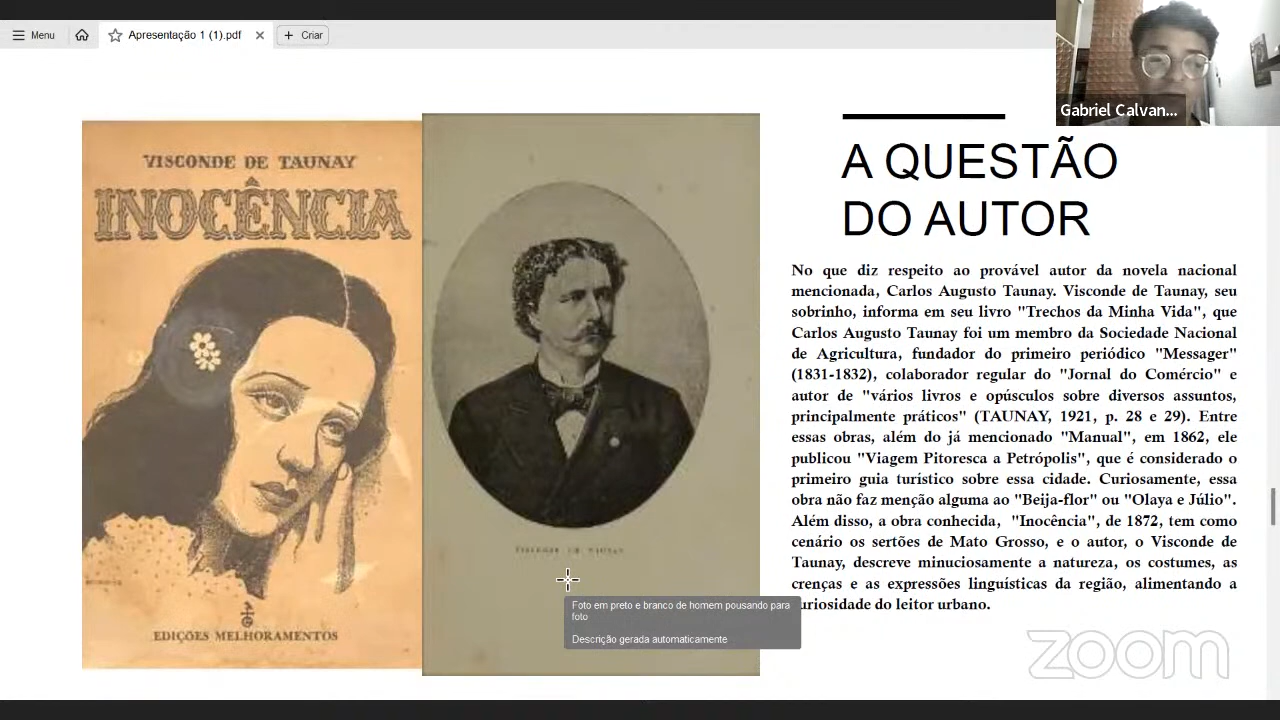 Menu
Apresentação 1 (1).pdf
Criar
Gabriel Calvan...
VISCONDE DE TAUNAY
INOCÊNCIA
EDIÇÕES MELHORAMENTOS
A QUESTÃO
DO AUTOR
No que diz respeito ao provável autor da novela nacional
mencionada, Carlos Augusto Taunay. Visconde de Taunay, seu
sobrinho, informa em seu livro "Trechos da Minha Vida", que
Carlos Augusto Taunay foi um membro da Sociedade Nacional
de Agricultura, fundador do primeiro periódico "Messager"
(1831-1832), colaborador regular do "Jornal do Comércio" e
autor de "vários livros e opúsculos sobre diversos assuntos,
principalmente práticos" (TAUNAY, 1921, p. 28 e 29). Entre
essas obras, além do já mencionado "Manual", em 1862, ele
publicou "Viagem Pitoresca a Petrópolis", que é considerado o
primeiro guia turístico sobre essa cidade. Curiosamente, essa
obra não faz menção alguma ao "Beija-flor" ou "Olaya e Júlio".
Além disso, a obra conhecida, "Inocência", de 1872, tem como
cenário os sertões de Mato Grosso, e o autor, o Visconde de
Taunay, descreve minuciosamente a natureza, os costumes, as
crenças e as expressões linguísticas da região, alimentando a
uriosidade do leitor urbano.
Foto em preto e branco de homem pousando para
foto
Descrição gerada automaticamente
zoom